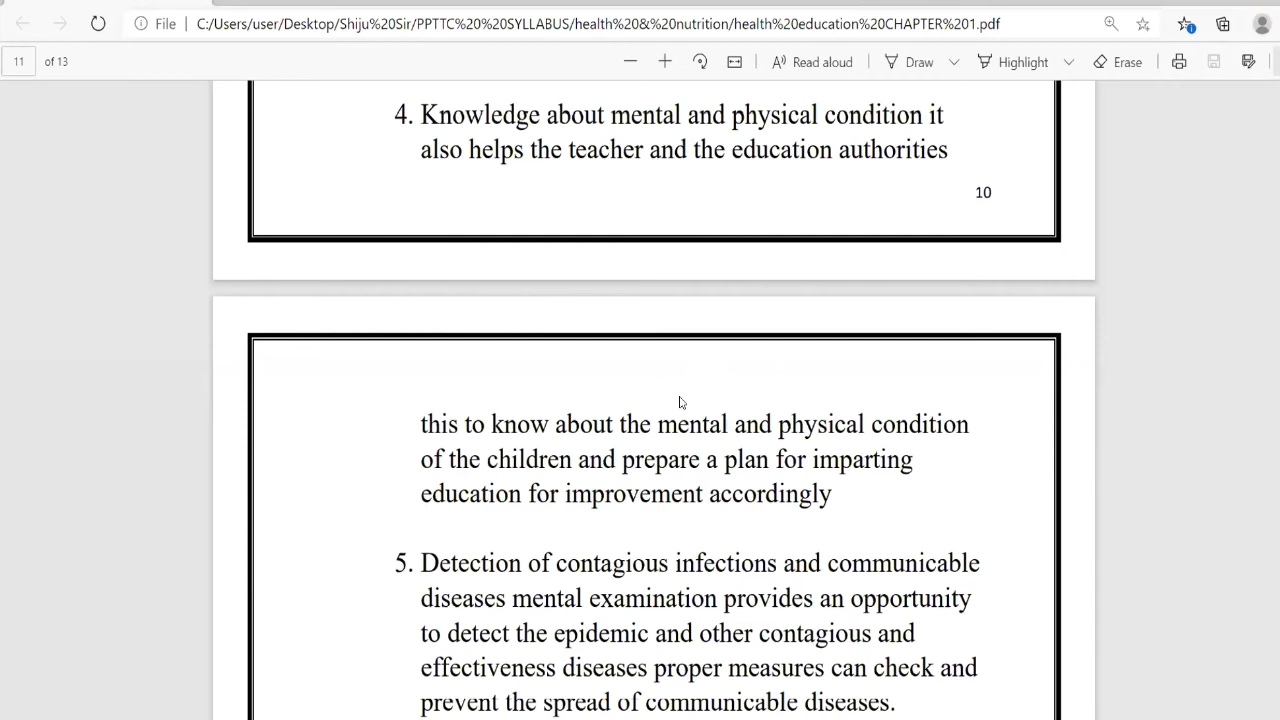 File
C:/Users/user/Desktop/Shiju%20Sir/PPTTC%20%20SYLLABUS/health%20&%20nutrition/health%20education%20CHAPTER%201.pdf
11 of 13
Read aloud
Draw
Highlight
Erase
4. Knowledge about mental and physical condition it
also helps the teacher and the education authorities
10
this to know about the mental and physical condition
of the children and prepare a plan for imparting
education for improvement accordingly
5. Detection of contagious infections and communicable
diseases mental examination provides an opportunity
to detect the epidemic and other contagious and
effectiveness diseases proper measures can check and
prevent the spread of communicable diseases.